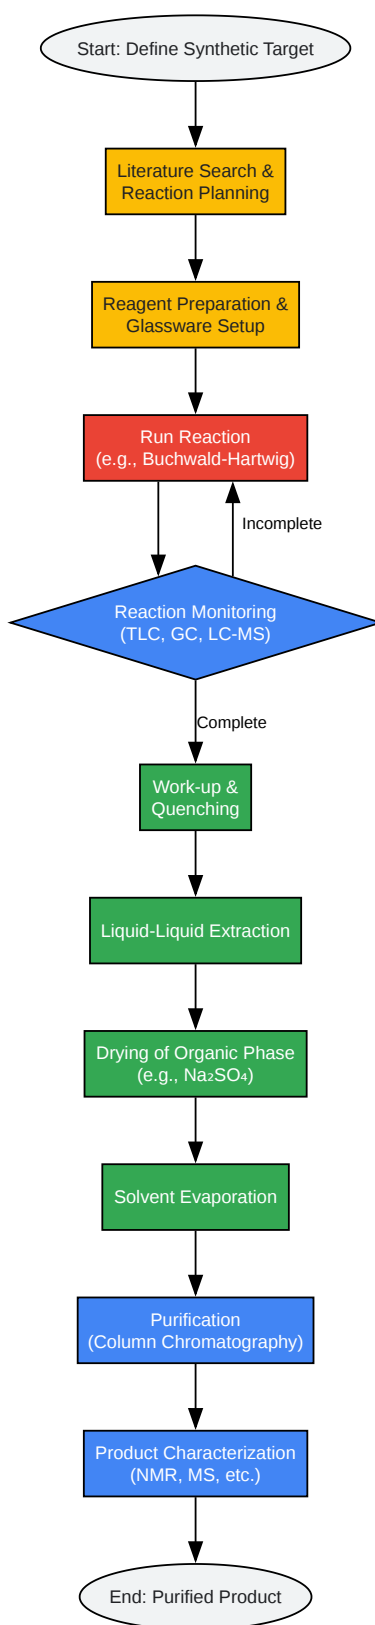 Start: Define Synthetic Target
Literature Search &
Reaction Planning
Reagent Preparation &
Glassware Setup
Run Reaction
(e.g., Buchwald-Hartwig)
Incomplete
Reaction Monitoring
(TLC, GC, LC-MS)
Complete
Work-up &
Quenching
Liquid-Liquid Extraction
Drying of Organic Phase
(e.g., Na₂SO₄)
Solvent Evaporation
Purification
(Column Chromatography)
Product Characterization
(NMR, MS, etc.)
End: Purified Product